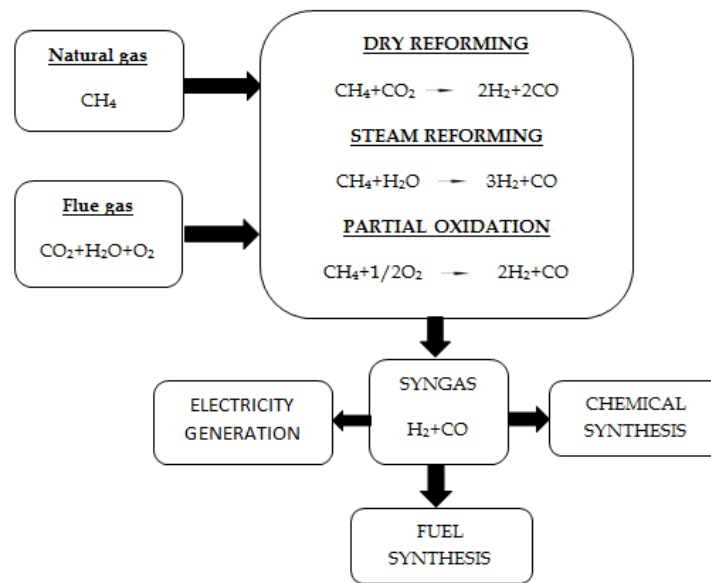 Natural gas
CH₄
Flue gas
CO₂+H₂O+O₂
DRY REFORMING
CH₄+CO₂ → 2H₂+2CO
STEAM REFORMING
CH₄+H₂O → 3H₂+CO
PARTIAL OXIDATION
CH₄+1/2O₂ → 2H₂+CO
SYNGAS
H₂+CO
ELECTRICITY
GENERATION
CHEMICAL
SYNTHESIS
FUEL
SYNTHESIS